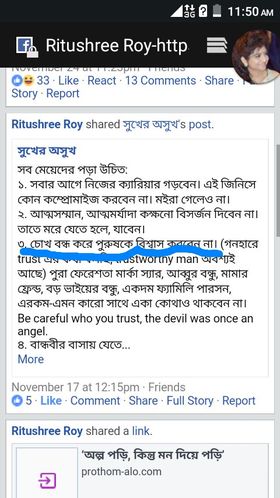 11:50 AM
Ritushree Roy-http
November 24 at 11:25pm · Friends
33 · Like · React · 13 Comments · Share ·
Story · Report
Ritushree Roy shared সুখের অসুখ's post.
সুখের অসুখ
সব মেয়েদের পড়া উচিত:
১. সবার আগে নিজের ক্যারিয়ার গড়বেন। এই জিনিসে
কোন কম্প্রোমাইজ করবেন না। মইরা গেলেও না।
২. আত্মসম্মান, আত্মমর্যাদা কক্ষনো বিসর্জন দিবেন না।
তাতে মরে যেতে হলে, যাবেন।
৩. চোখ বন্ধ করে পুরুষকে বিশ্বাস করবেন না। (গনহারে
trust এর কথা trustworthy man অবশ্যই
আছে) পুরা ফেরেশতা মার্কা স্যার, আব্বুর বন্ধু, মামার
ফ্রেন্ড, বড় ভাইয়ের বন্ধু, একদম ফ্যামিলি পারসন,
এরকম-এমন কারো সাথে একা কোথাও থাকবেন না।
Be careful who you trust, the devil was once an
angel.
৪. বান্ধবীর বাসায় যেতে...
More
November 17 at 12:15pm · Friends
5 · Like · Comment · Share · Full Story · Report
Ritushree Roy shared a link.
'অল্প পড়ি, কিন্তু মন দিয়ে পড়ি'
prothom-alo.com